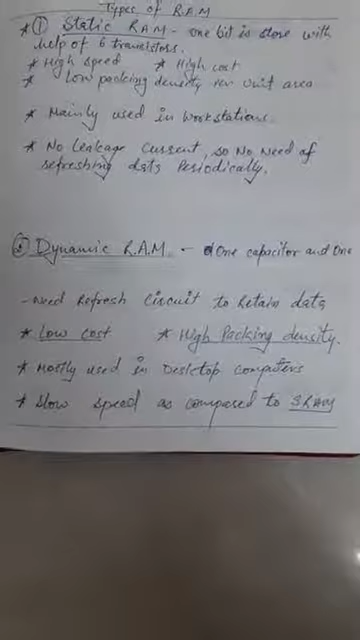 Types of R.A.M
* ① Static R.A.M - one bit is store with
help of 6 transistors.
* High speed * High cost
* Low packing density per unit area
* Mainly used in workstations.
* No Leakage current, so No Need of
refreshing data Periodically.
② Dynamic R.A.M. - One capacitor and One
- Need Refresh Circuit to Retain data
* Low cost * High Packing density.
* Mostly used in Desktop computers
* Slow speed as compared to SRAM